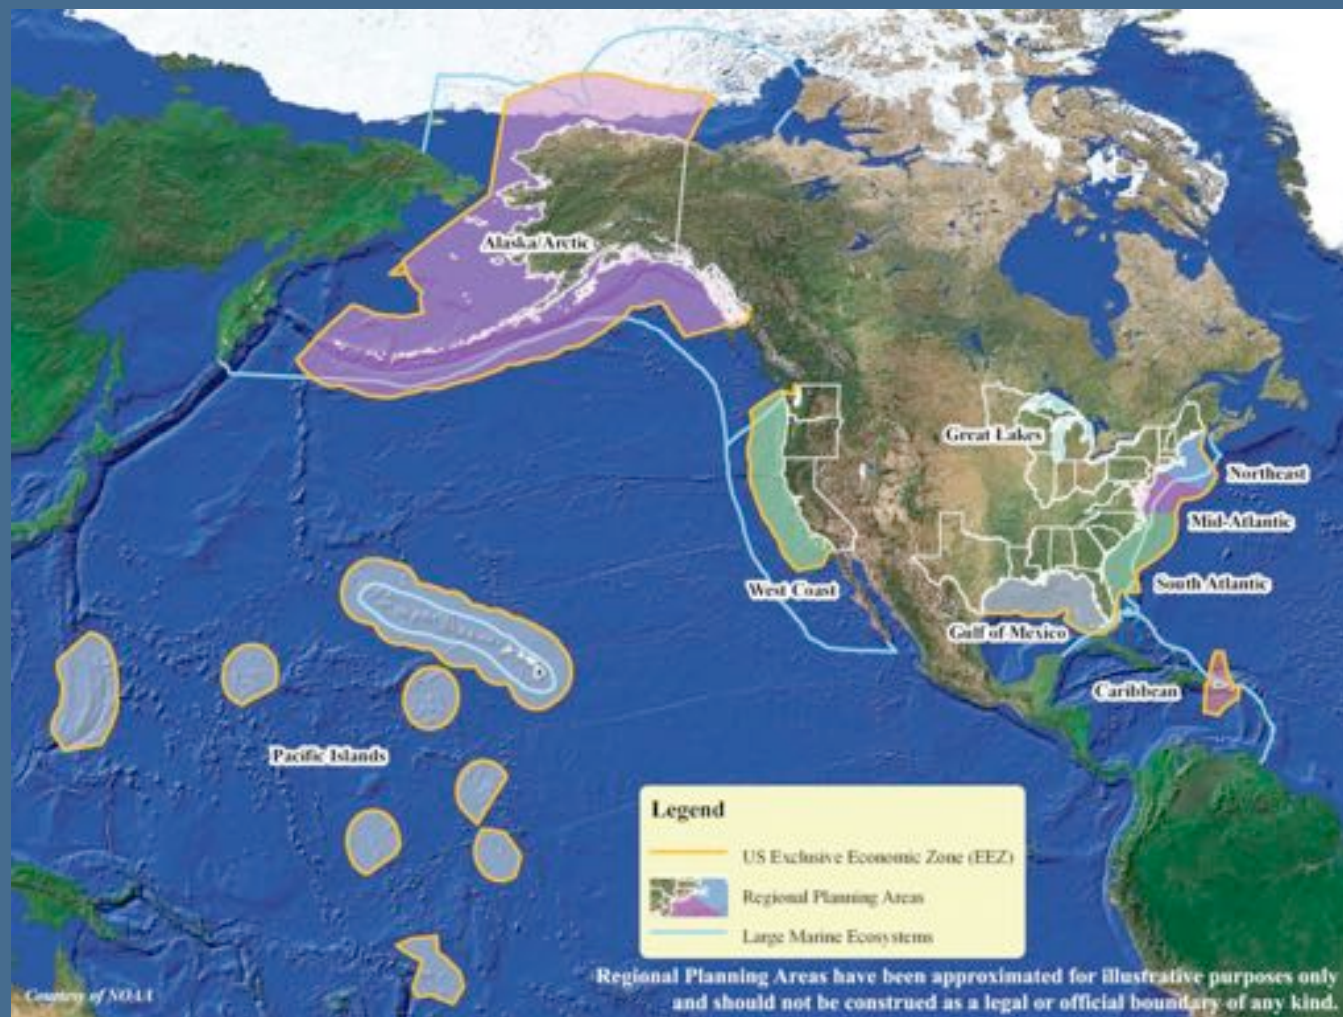 Alaska/Arctic
Great Lakes
Northeast
Mid-Atlantic
West Coast
South Atlantic
Gulf of Mexico
Caribbean
Pacific Islands
Legend
US Exclusive Economic Zone (EEZ)
Regional Planning Areas
Large Marine Ecosystems
Regional Planning Areas have been approximated for illustrative purposes only
and should not be construed as a legal or official boundary of any kind.
Courtesy of NOAA